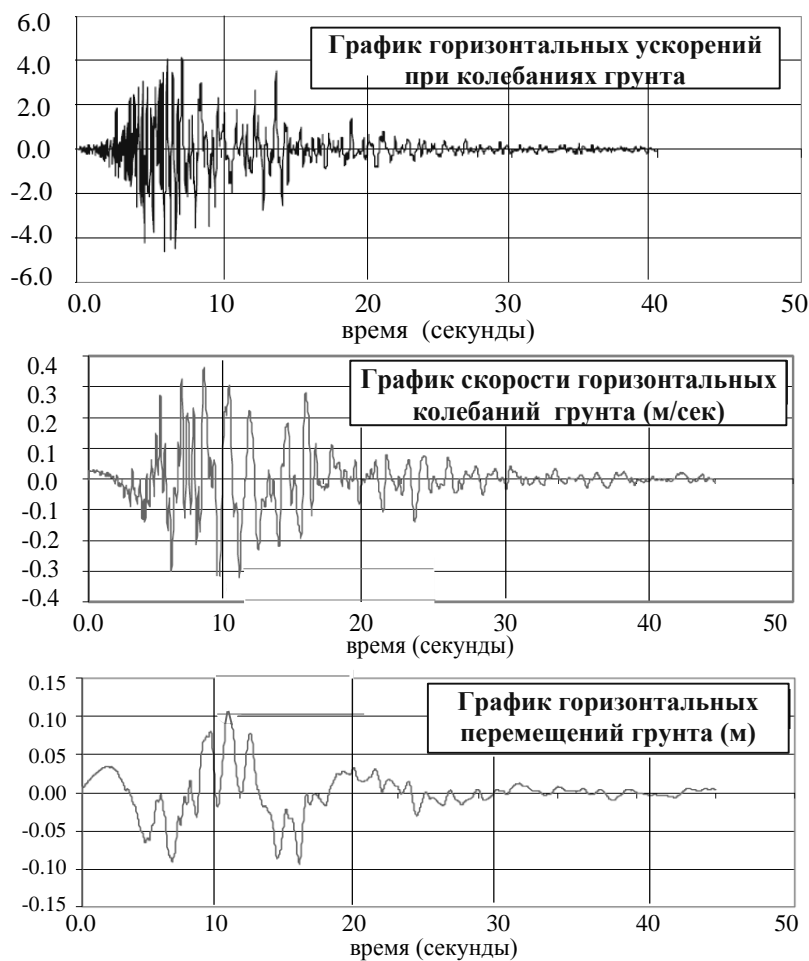 6.0
График горизонтальных ускорений
при колебаниях грунта
4.0
2.0
0.0
-2.0
-4.0
-6.0
0.0 10 20 30 40 50
время (секунды)
0.4
График скорости горизонтальных
колебаний грунта (м/сек)
0.3
0.2
0.1
0.0
-0.1
-0.2
-0.3
-0.4
0.0 10 20 30 40 50
время (секунды)
0.15
График горизонтальных
перемещений грунта (м)
0.10
0.05
0.00
-0.05
-0.10
-0.15
0.0 10 20 30 40 50
время (секунды)